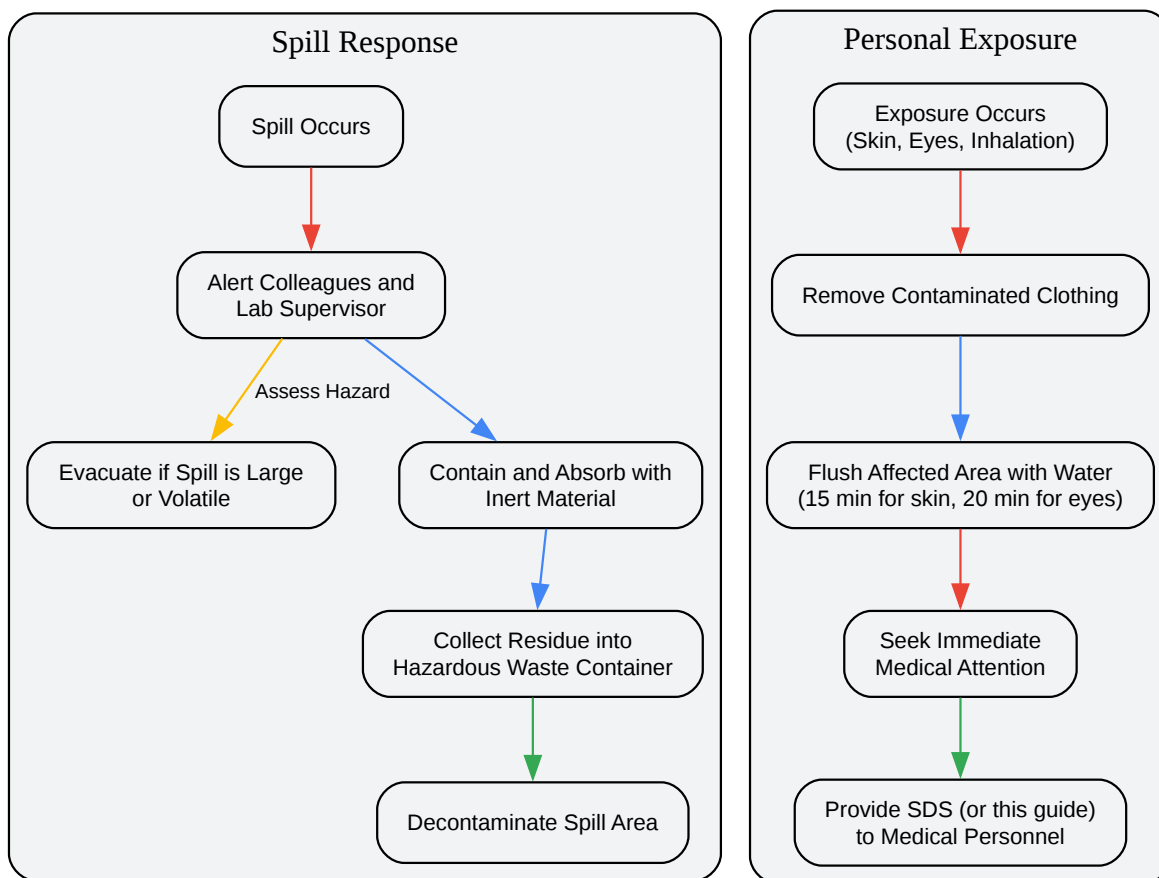 Spill Response
Spill Occurs
Alert Colleagues and
Lab Supervisor
Assess Hazard
Evacuate if Spill is Large
or Volatile
Contain and Absorb with
Inert Material
Collect Residue into
Hazardous Waste Container
Decontaminate Spill Area
Personal Exposure
Exposure Occurs
(Skin, Eyes, Inhalation)
Remove Contaminated Clothing
Flush Affected Area with Water
(15 min for skin, 20 min for eyes)
Seek Immediate
Medical Attention
Provide SDS (or this guide)
to Medical Personnel